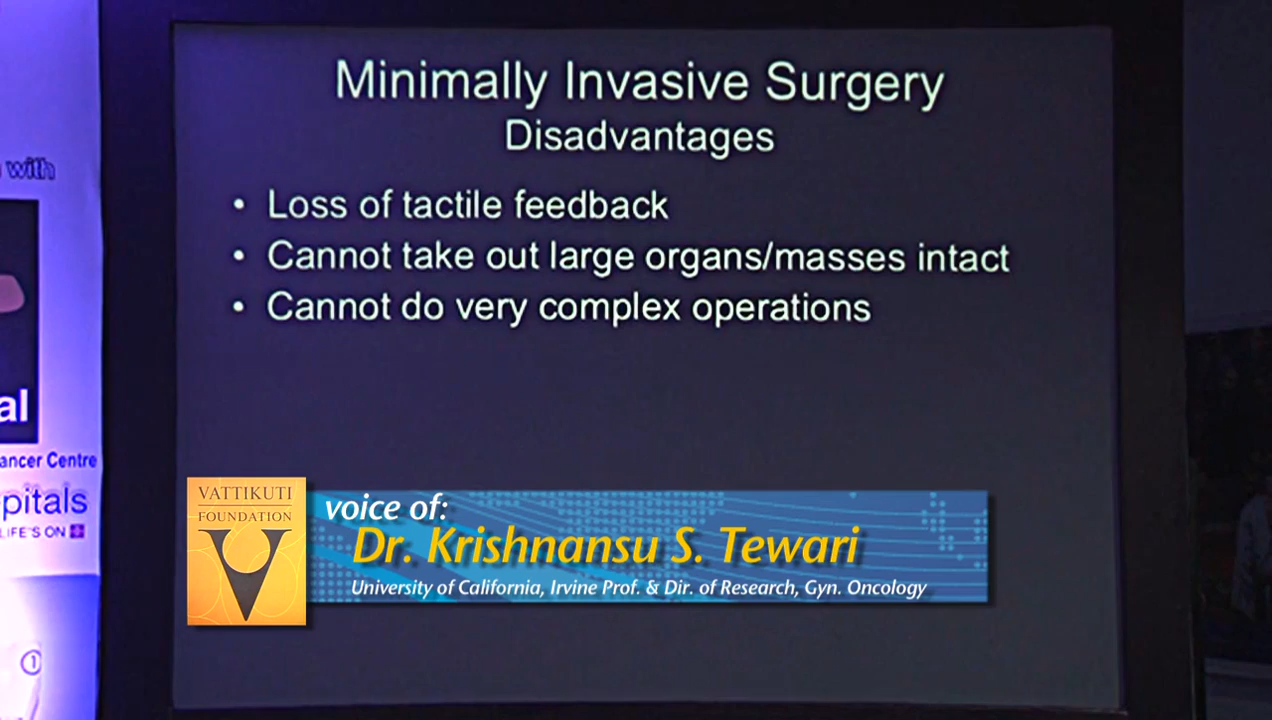 Minimally Invasive Surgery
Disadvantages
• Loss of tactile feedback
• Cannot take out large organs/masses intact
• Cannot do very complex operations
with
al
ancer Centre
pitals
LIFE'S ON
1
VATTIKUTI
FOUNDATION
V
voice of:
Dr. Krishnansu S. Tewari
University of California, Irvine Prof. & Dir. of Research, Gyn. Oncology